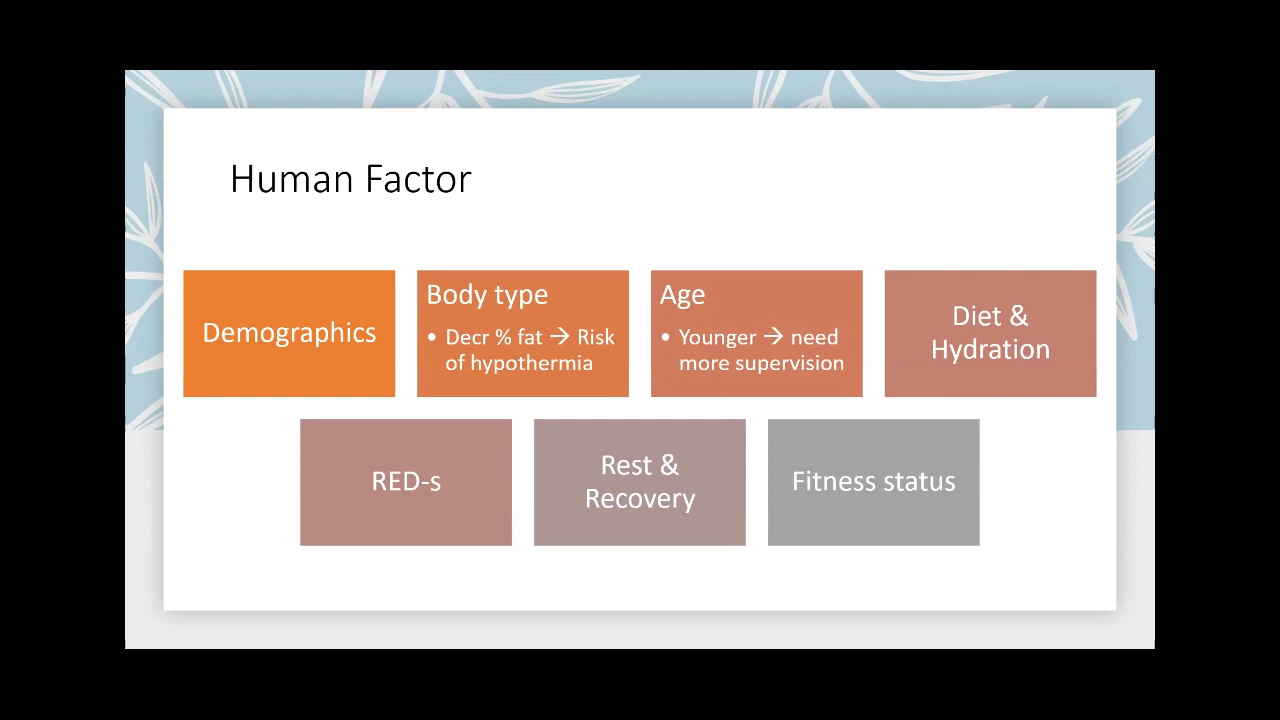 Human Factor
Demographics
Body type
• Decr % fat → Risk
of hypothermia
Age
• Younger → need
more supervision
Diet &
Hydration
RED-s
Rest &
Recovery
Fitness status